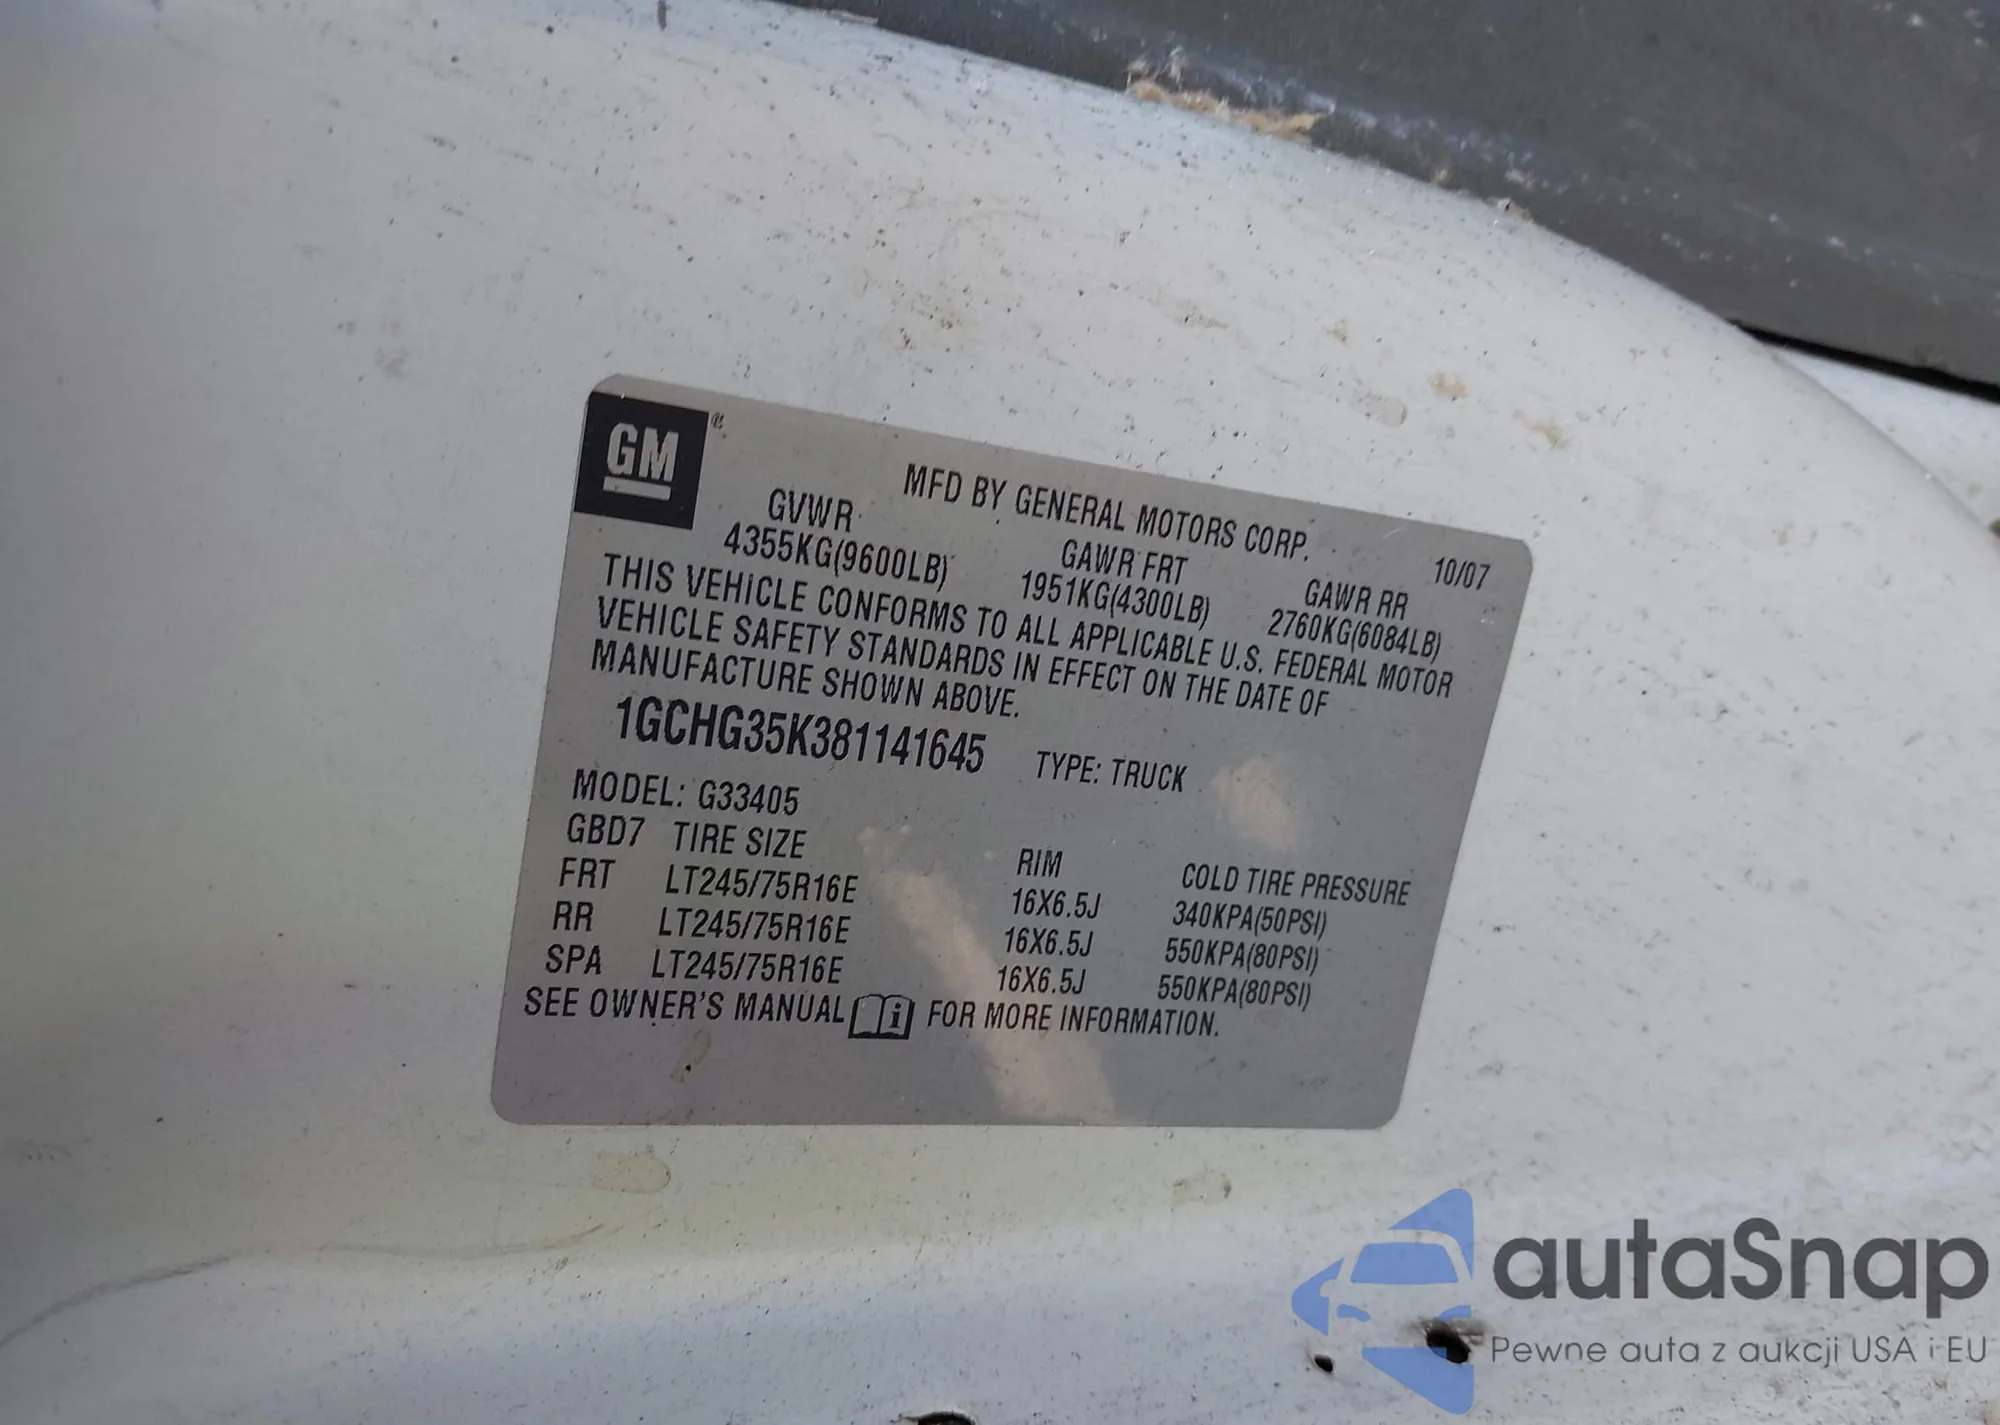 GM ®
MFD BY GENERAL MOTORS CORP. 10/07
GVWR GAWR FRT GAWR RR
4355KG(9600LB) 1951KG(4300LB) 2760KG(6084LB)
THIS VEHICLE CONFORMS TO ALL APPLICABLE U.S. FEDERAL MOTOR
VEHICLE SAFETY STANDARDS IN EFFECT ON THE DATE OF
MANUFACTURE SHOWN ABOVE.
1GCHG35K381141645 TYPE: TRUCK
MODEL: G33405
GBD7 TIRE SIZE RIM COLD TIRE PRESSURE
FRT LT245/75R16E 16X6.5J 340KPA(50PSI)
RR LT245/75R16E 16X6.5J 550KPA(80PSI)
SPA LT245/75R16E 16X6.5J 550KPA(80PSI)
SEE OWNER'S MANUAL i FOR MORE INFORMATION.
autaSnap
Pewne auta z aukcji USA i EU